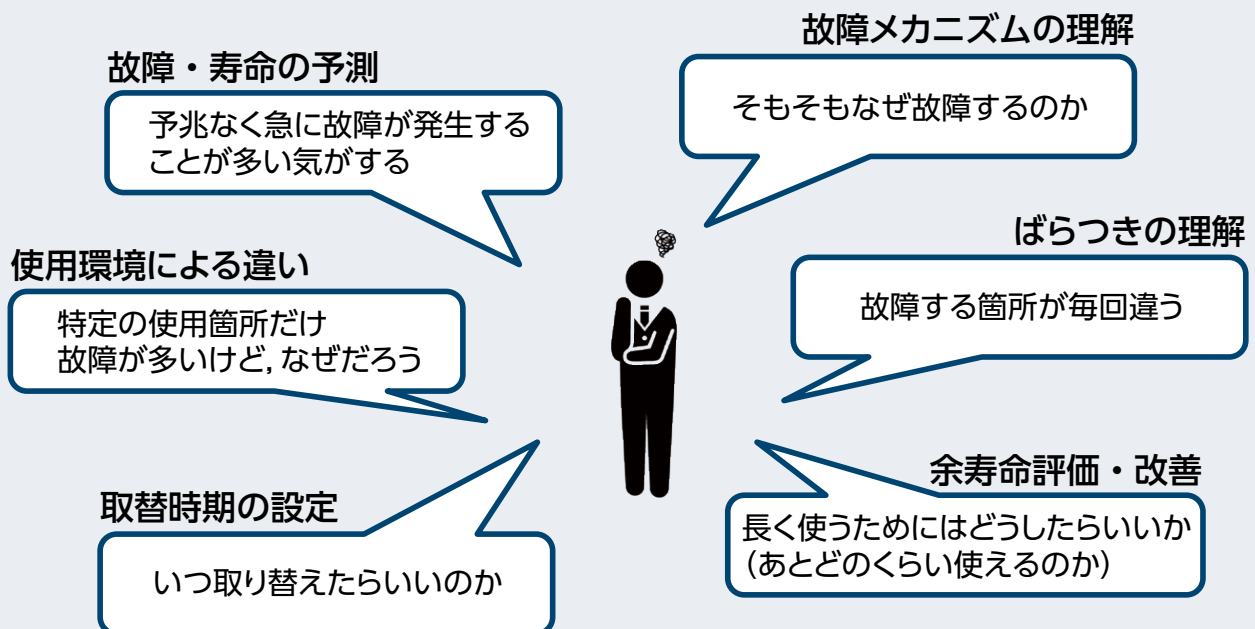 故障・寿命の予測
予兆なく急に故障が発生する
ことが多い気がする
故障メカニズムの理解
そもそもなぜ故障するのか
使用環境による違い
特定の使用箇所だけ
故障が多いけど,なぜだろう
ばらつきの理解
故障する箇所が毎回違う
取替時期の設定
いつ取り替えたらいいのか
余寿命評価・改善
長く使うためにはどうしたらいいか
(あとどのくらい使えるのか)